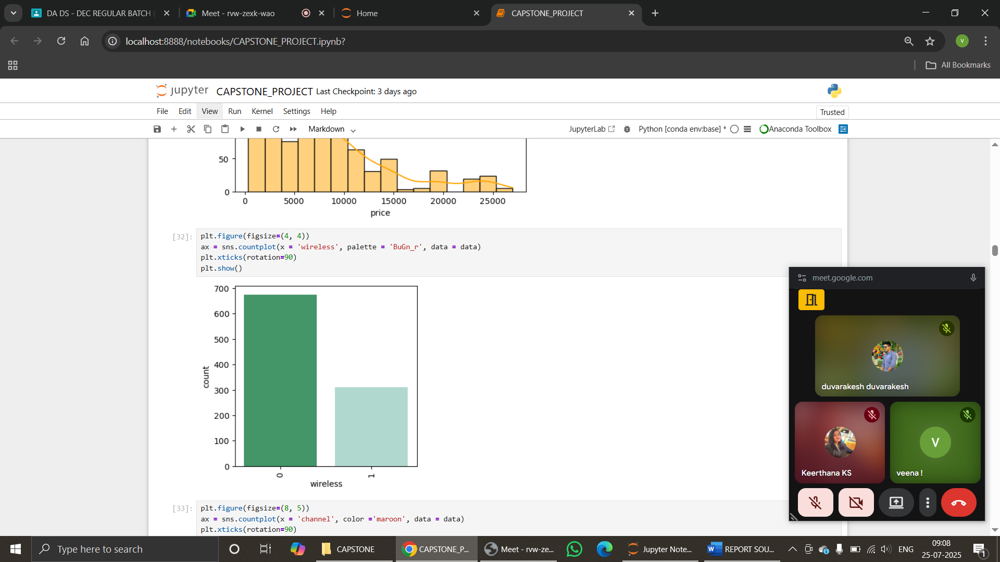 DA DS - DEC REGULAR BATCH (
Meet - rvw-zexk-wao
Home
CAPSTONE_PROJECT
localhost:8888/notebooks/CAPSTONE_PROJECT.ipynb?
V
All Bookmarks
jupyter CAPSTONE_PROJECT Last Checkpoint: 3 days ago
File Edit View Run Kernel Settings Help
Trusted
Markdown
JupyterLab
Python [conda env:base] *
Anaconda Toolbox
50
0
0 5000 10000 15000 20000 25000
price
[32]:
plt.figure(figsize=(4, 4))
ax = sns.countplot(x = 'wireless', palette = 'BuGn_r', data = data)
plt.xticks(rotation=90)
plt.show()
700
600
500
400
300
200
100
0
count
0 1
wireless
[33]:
plt.figure(figsize=(8, 5))
ax = sns.countplot(x = 'channel', color ='maroon', data = data)
plt.xticks(rotation=90)
meet.google.com
duvarakesh duvarakesh
Keerthana KS
V
veena !
Type here to search
CAPSTONE
CAPSTONE_P...
Meet - rvw-ze...
Jupyter Note...
REPORT SOU...
ENG
09:08
25-07-2025
1